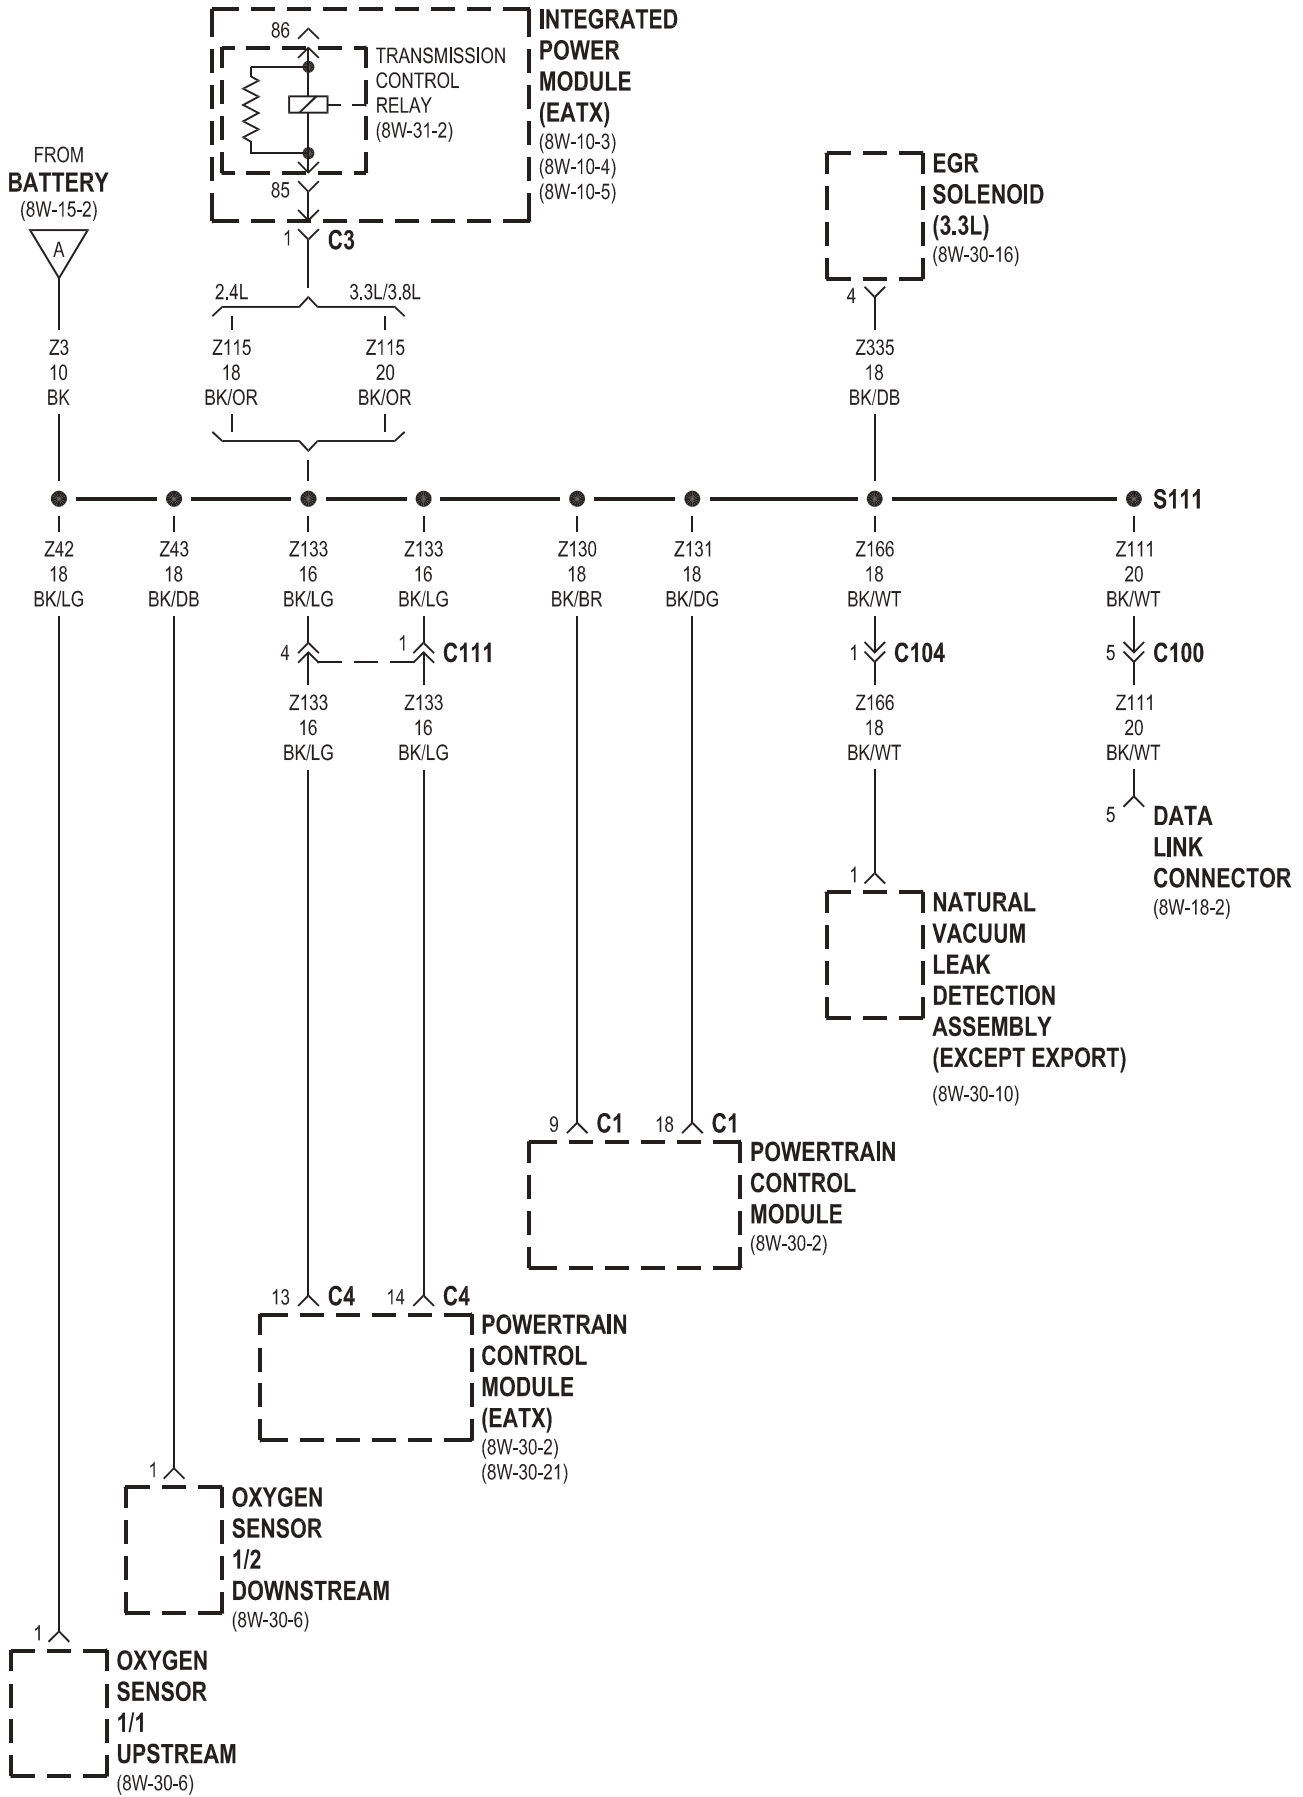 86
INTEGRATED
POWER
MODULE
(EATX)
(8W-10-3)
(8W-10-4)
(8W-10-5)
TRANSMISSION
CONTROL
RELAY
(8W-31-2)
85
1
C3
FROM
BATTERY
(8W-15-2)
A
EGR
SOLENOID
(3.3L)
(8W-30-16)
4
2.4L
3.3L/3.8L
Z3
10
BK
Z115
18
BK/OR
Z115
20
BK/OR
Z335
18
BK/DB
S111
Z42
18
BK/LG
Z43
18
BK/DB
Z133
16
BK/LG
Z133
16
BK/LG
Z130
18
BK/BR
Z131
18
BK/DG
Z166
18
BK/WT
Z111
20
BK/WT
4
1
C111
1
C104
5
C100
Z133
16
BK/LG
Z133
16
BK/LG
Z166
18
BK/WT
Z111
20
BK/WT
5
DATA
LINK
CONNECTOR
(8W-18-2)
1
NATURAL
VACUUM
LEAK
DETECTION
ASSEMBLY
(EXCEPT EXPORT)
(8W-30-10)
9
C1
18
C1
POWERTRAIN
CONTROL
MODULE
(8W-30-2)
13
C4
14
C4
POWERTRAIN
CONTROL
MODULE
(EATX)
(8W-30-2)
(8W-30-21)
1
OXYGEN
SENSOR
1/2
DOWNSTREAM
(8W-30-6)
1
OXYGEN
SENSOR
1/1
UPSTREAM
(8W-30-6)